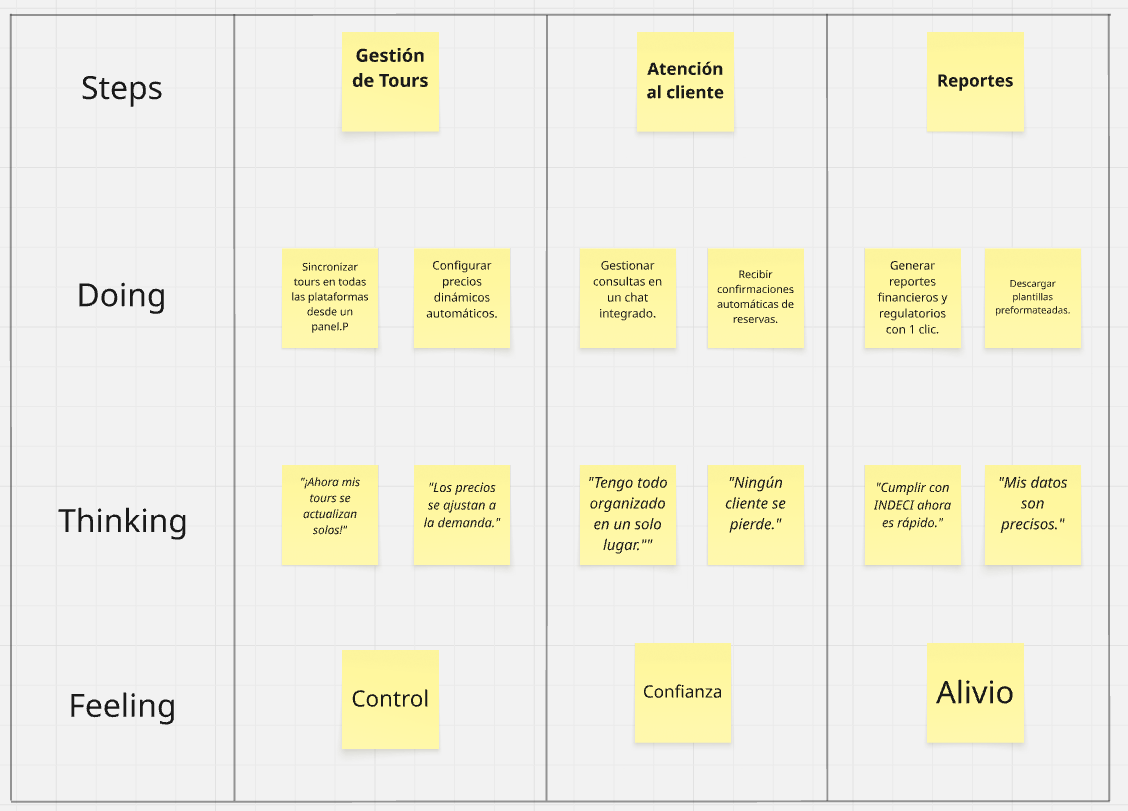 Steps
Gestión
de Tours
Atención
al cliente
Reportes
Doing
Sincronizar
tours en todas
las plataformas
desde un
panel.P
Configurar
precios
dinámicos
automáticos.
Gestionar
consultas en
un chat
integrado.
Recibir
confirmaciones
automáticas de
reservas.
Generar
reportes
financieros y
regulatorios
con 1 clic.
Descargar
plantillas
preformateadas.
Thinking
"¡Ahora mis
tours se
actualizan
solos!"
"Los precios
se ajustan a
la demanda."
"Tengo todo
organizado
en un solo
lugar.""
"Ningún
cliente se
pierde."
"Cumplir con
INDECI ahora
es rápido."
"Mis datos
son
precisos."
Feeling
Control
Confianza
Alivio